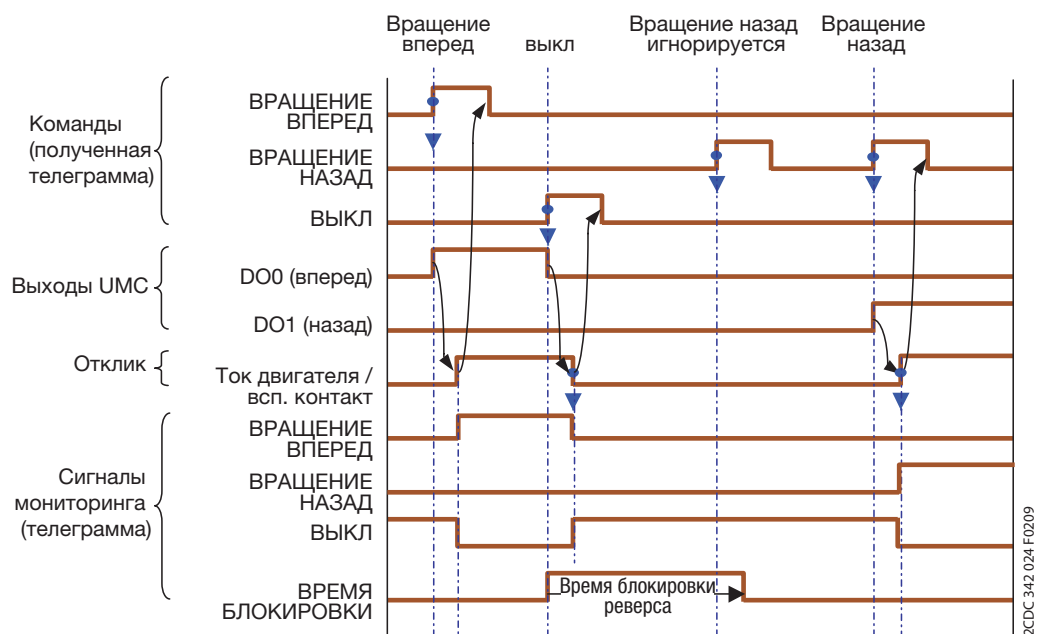 Вращение
вперед
выкл
Вращение назад
игнорируется
Вращение
назад
Команды
(полученная
телеграмма)
ВРАЩЕНИЕ
ВПЕРЕД
ВРАЩЕНИЕ
НАЗАД
ВЫКЛ
Выходы UMC
DO0 (вперед)
DO1 (назад)
Отклик
Ток двигателя /
всп. контакт
Сигналы
мониторинга
(телеграмма)
ВРАЩЕНИЕ
ВПЕРЕД
ВРАЩЕНИЕ
НАЗАД
ВЫКЛ
ВРЕМЯ
БЛОКИРОВКИ
Время блокировки
реверса
2CDC 342 024 F0209